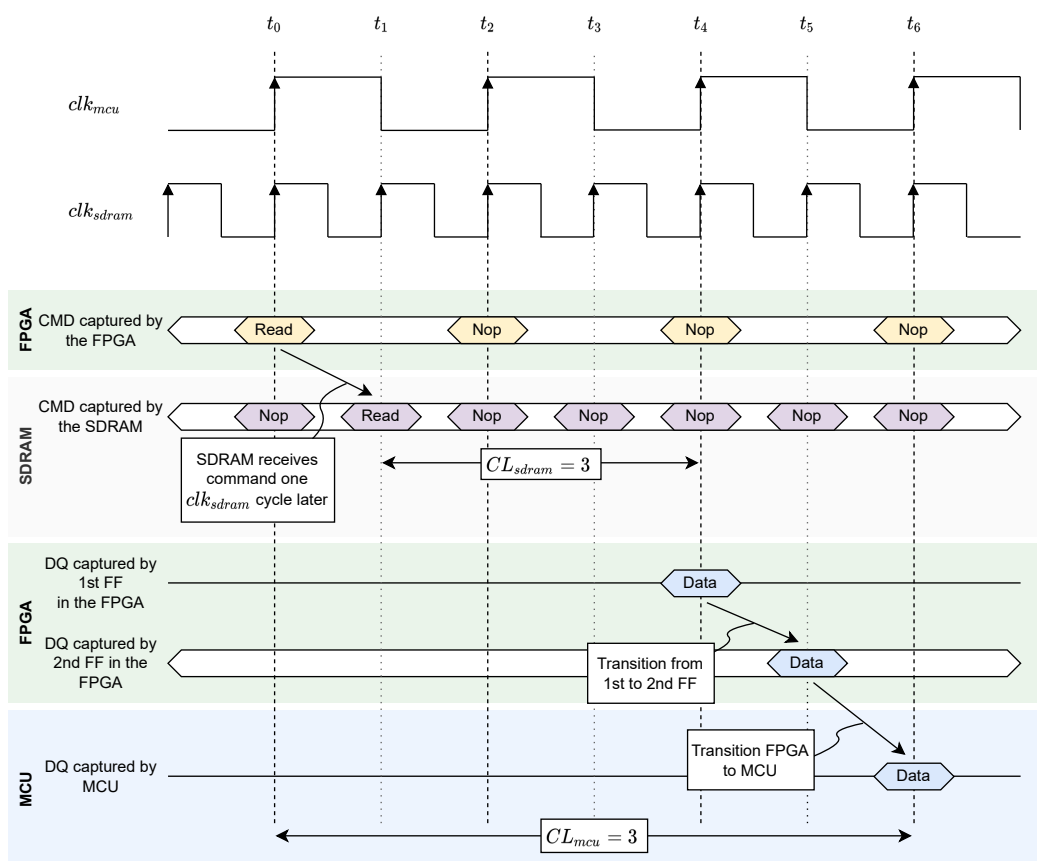 t0 t1 t2 t3 t4 t5 t6
clkmcu
clksdram
FPGA
CMD captured by
the FPGA
Read Nop Nop Nop
SDRAM
CMD captured by
the SDRAM
Nop Read Nop Nop Nop Nop Nop
SDRAM receives
command one
clksdram cycle later
CLsdram = 3
FPGA
DQ captured by
1st FF
in the FPGA
Data
DQ captured by
2nd FF in the
FPGA
Transition from
1st to 2nd FF
Data
MCU
DQ captured by
MCU
Transition FPGA
to MCU
Data
CLmcu = 3